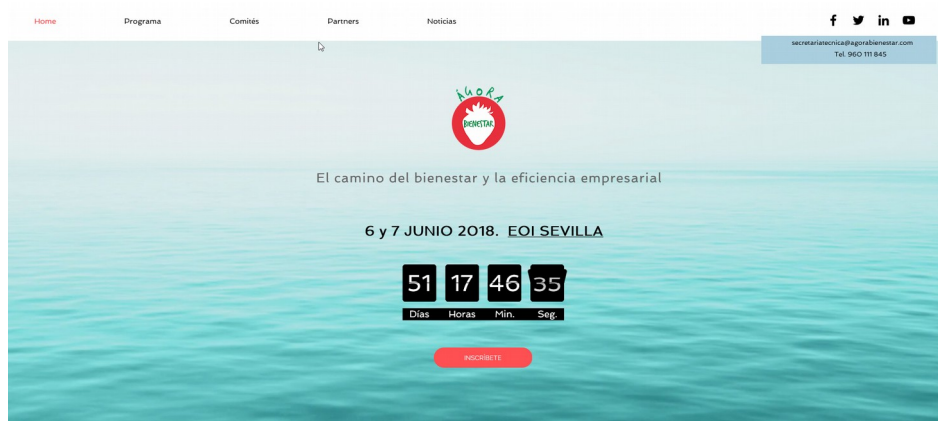 Home Programa Comités Partners Noticias
secretariatecnica@agorabienestar.com
Tel. 960 111 845
ÁGORA
BIENESTAR
El camino del bienestar y la eficiencia empresarial
6 y 7 JUNIO 2018. EOI SEVILLA
51 17 46 35
Días Horas Min. Seg.
INSCRÍBETE